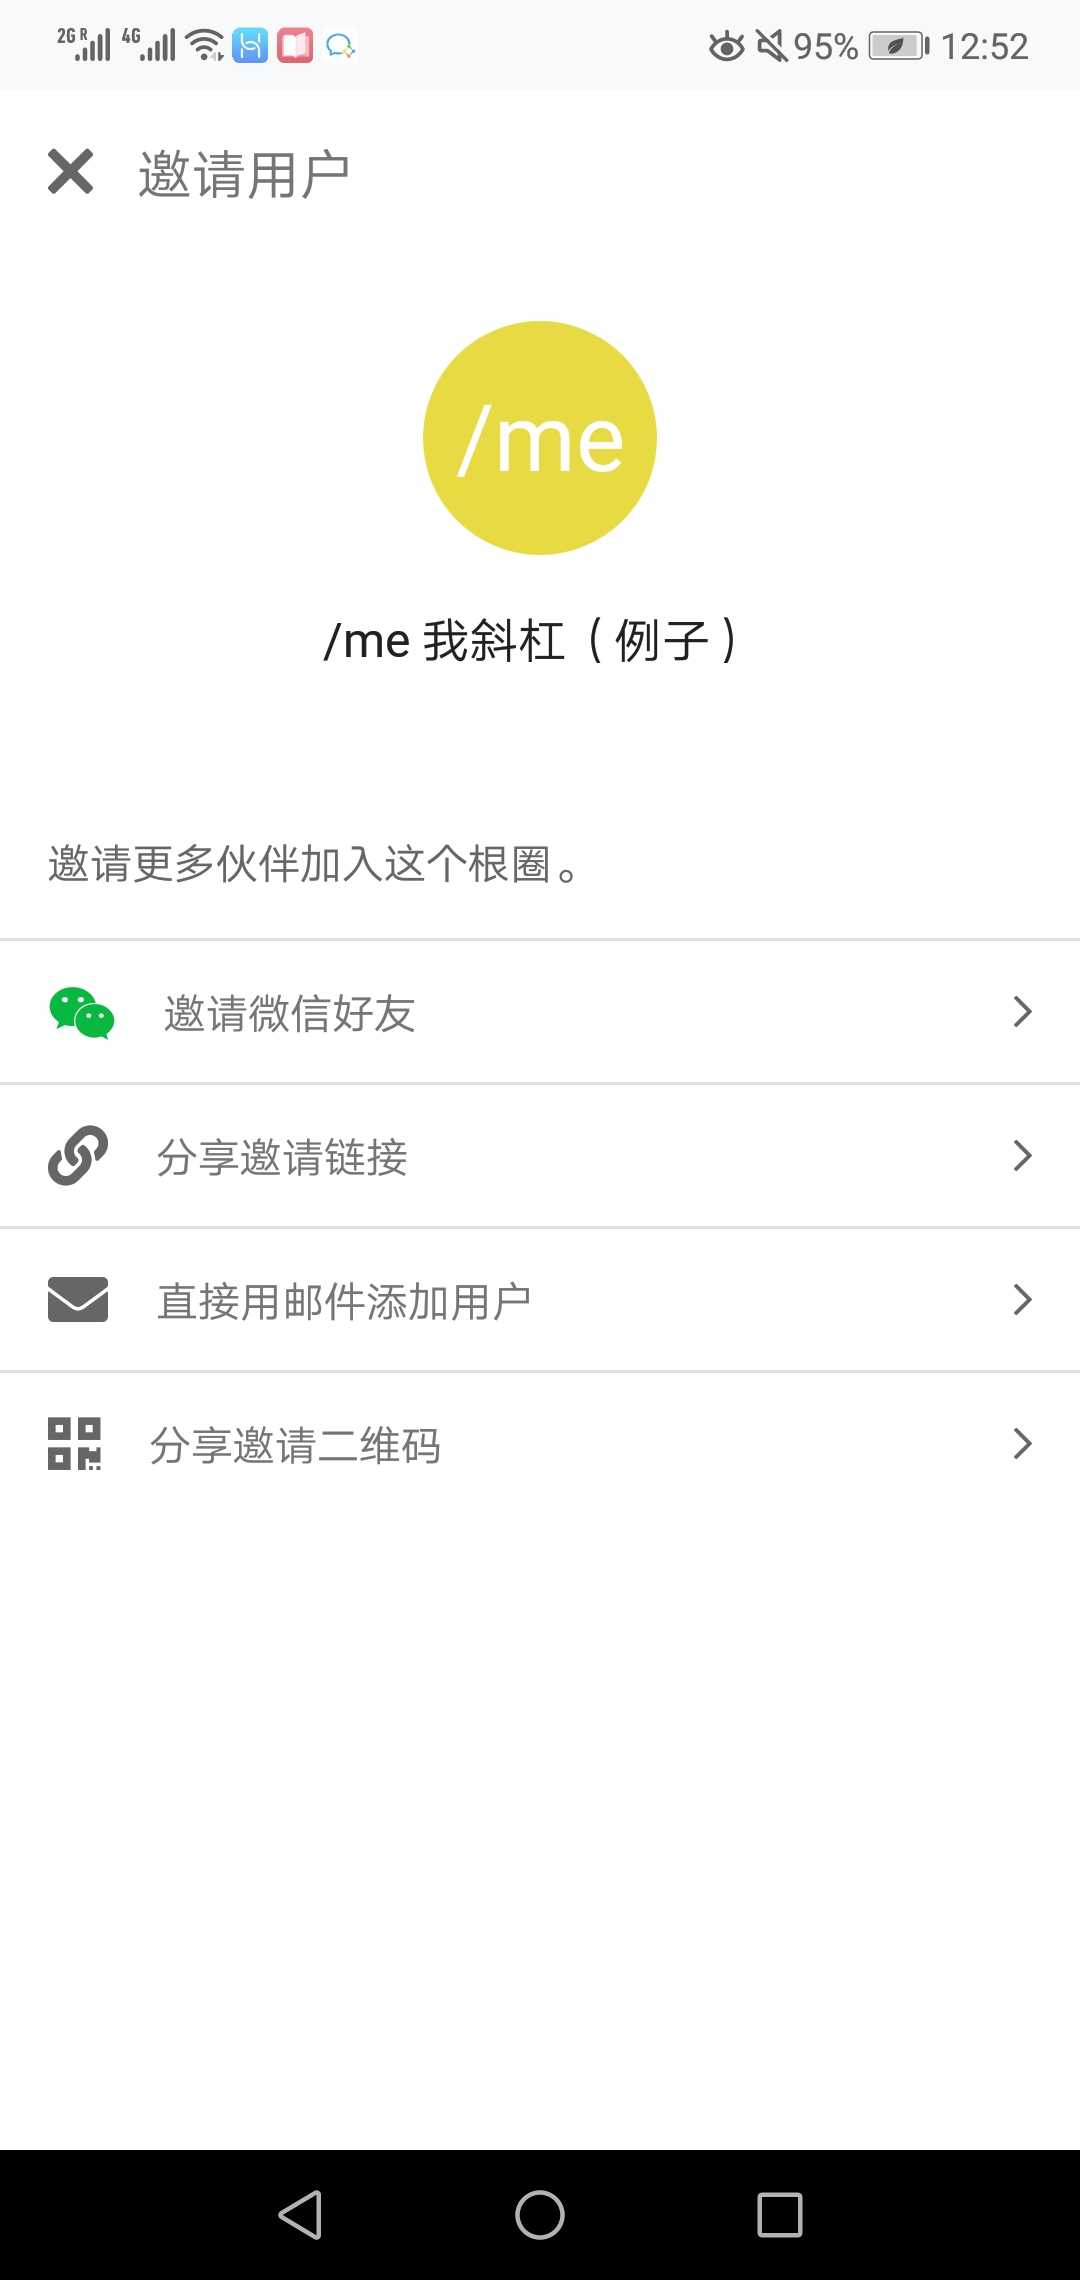 2G R 4G 95% 12:52
邀请用户
/me
/me 我斜杠（例子）
邀请更多伙伴加入这个根圈。
邀请微信好友
分享邀请链接
直接用邮件添加用户
分享邀请二维码